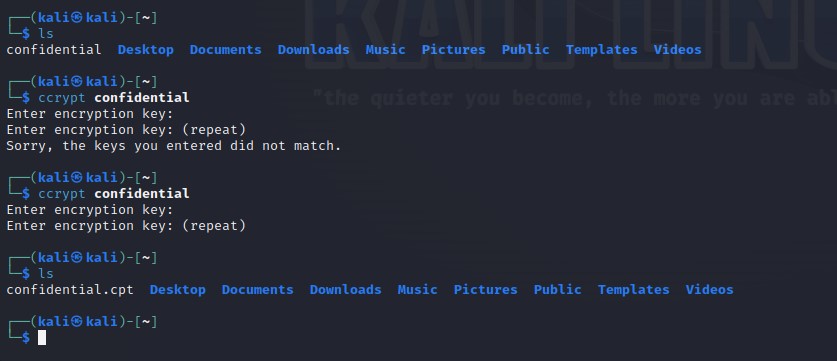 KALI LINU
"the quieter you become, the more you are abl
┌──(kali㉿kali)-[~]
└─$ ls
confidential  Desktop  Documents  Downloads  Music  Pictures  Public  Templates  Videos
┌──(kali㉿kali)-[~]
└─$ ccrypt confidential
Enter encryption key:
Enter encryption key: (repeat)
Sorry, the keys you entered did not match.
┌──(kali㉿kali)-[~]
└─$ ccrypt confidential
Enter encryption key:
Enter encryption key: (repeat)
┌──(kali㉿kali)-[~]
└─$ ls
confidential.cpt  Desktop  Documents  Downloads  Music  Pictures  Public  Templates  Videos
┌──(kali㉿kali)-[~]
└─$